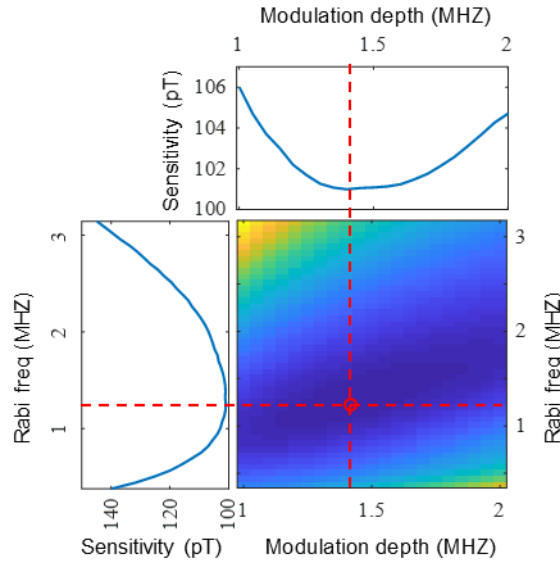 Modulation depth (MHZ)
1 1.5 2
Sensitivity (pT)
106
104
102
100
Rabi freq (MHZ)
3
2
1
3
2
1
Rabi freq (MHZ)
140 120 100
1 1.5 2
Sensitivity (pT) Modulation depth (MHZ)